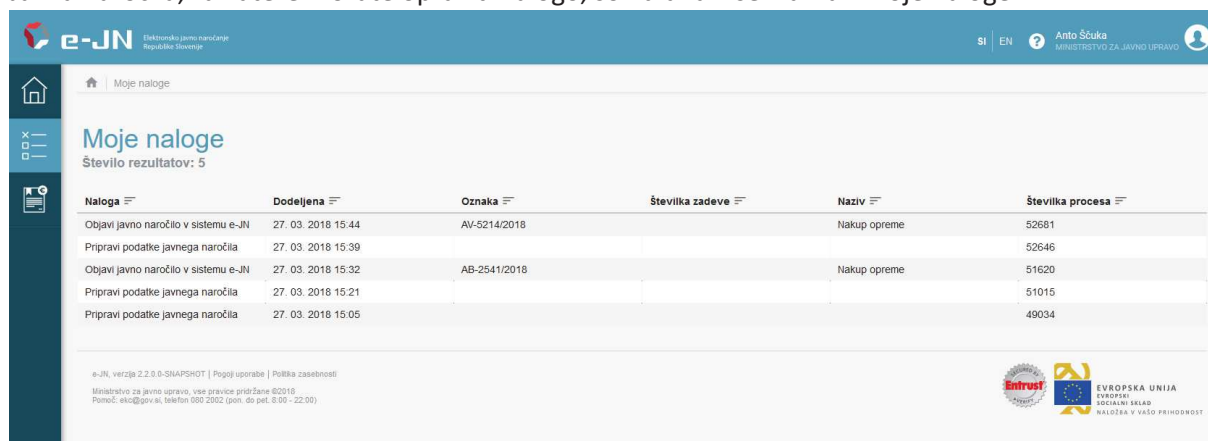 e-JN Elektronsko javno naročanje
Republike Slovenije
SI | EN ? Anto Ščuka
MINISTRSTVO ZA JAVNO UPRAVO
Moje naloge
Moje naloge
Število rezultatov: 5
Naloga Dodeljena Oznaka Številka zadeve Naziv Številka procesa
Objavi javno naročilo v sistemu e-JN 27. 03. 2018 15:44 AV-5214/2018 Nakup opreme 52681
Pripravi podatke javnega naročila 27. 03. 2018 15:39 52646
Objavi javno naročilo v sistemu e-JN 27. 03. 2018 15:32 AB-2541/2018 Nakup opreme 51620
Pripravi podatke javnega naročila 27. 03. 2018 15:21 51015
Pripravi podatke javnega naročila 27. 03. 2018 15:05 49034
e-JN, verzija 2.2.0.0-SNAPSHOT | Pogoji uporabe | Politika zasebnosti
Ministrstvo za javno upravo, vse pravice pridržane ©2018
Pomoč: ekc@gov.si, telefon 080 2002 (pon. do pet. 8:00 - 22:00)
Entrust
EVROPSKA UNIJA
EVROPSKI
SOCIALNI SKLAD
NALOŽBA V VAŠO PRIHODNOST